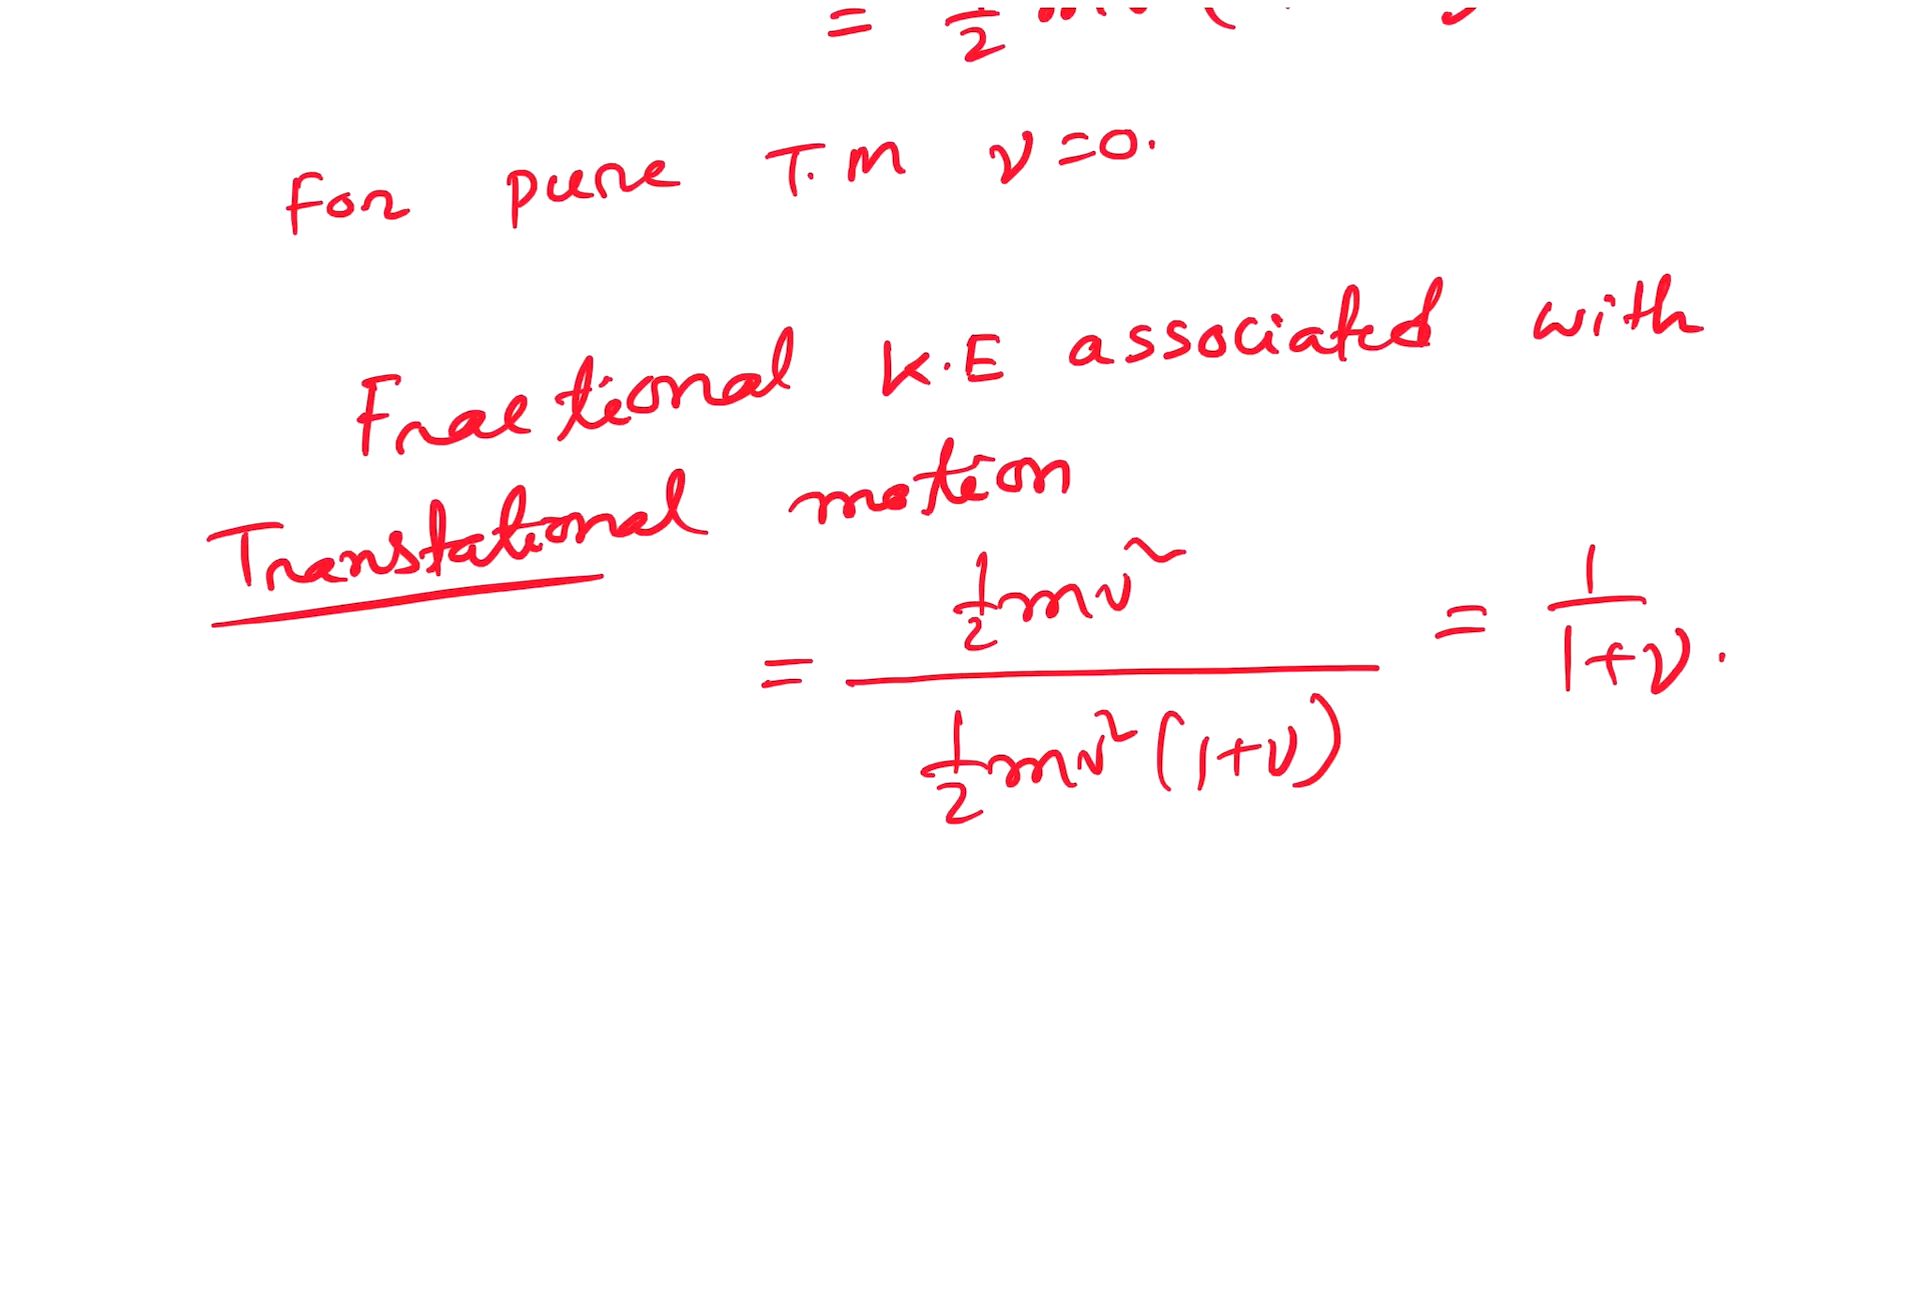 For pure T.M ν=0.
Fractional K.E associated with
Translational motion
= ½mv² / ½mv²(1+ν) = 1/1+ν.